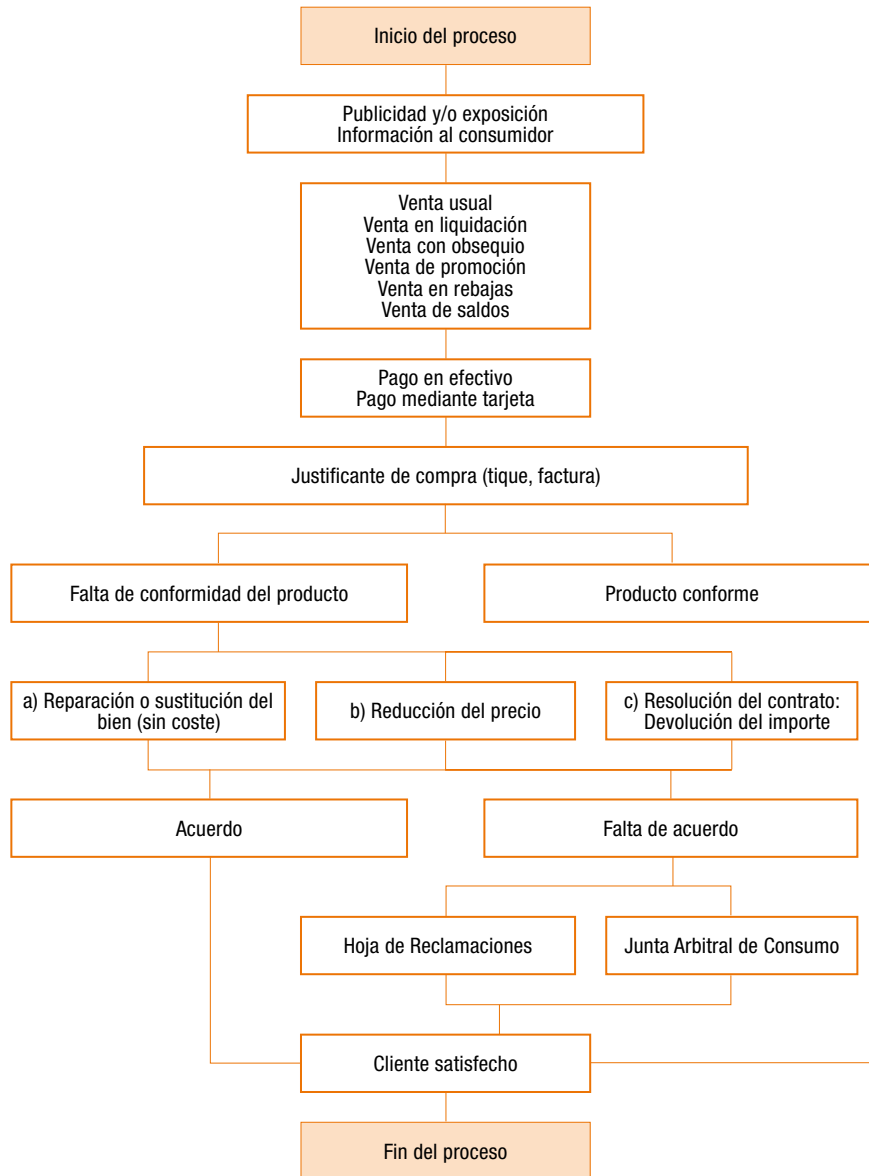 Inicio del proceso
Publicidad y/o exposición
Información al consumidor
Venta usual
Venta en liquidación
Venta con obsequio
Venta de promoción
Venta en rebajas
Venta de saldos
Pago en efectivo
Pago mediante tarjeta
Justificante de compra (tique, factura)
Falta de conformidad del producto
Producto conforme
a) Reparación o sustitución del
bien (sin coste)
b) Reducción del precio
c) Resolución del contrato:
Devolución del importe
Acuerdo
Falta de acuerdo
Hoja de Reclamaciones
Junta Arbitral de Consumo
Cliente satisfecho
Fin del proceso